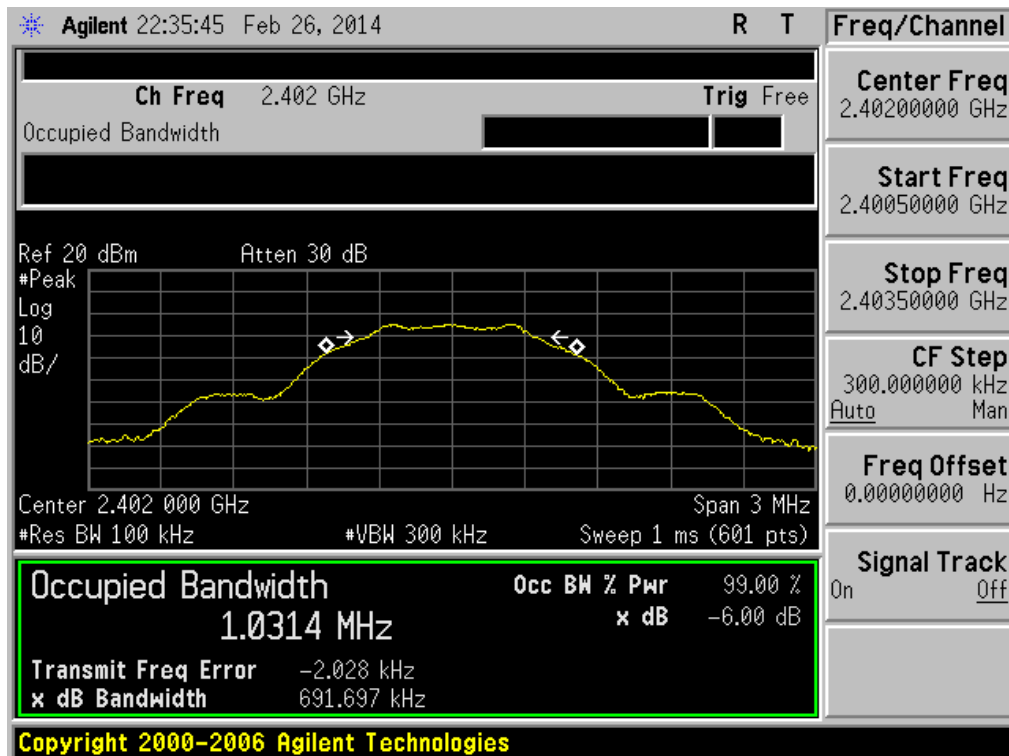 Agilent 22:35:45 Feb 26, 2014 R T
Freq/Channel
Ch Freq 2.402 GHz Trig Free
Occupied Bandwidth
Center Freq
2.40200000 GHz
Start Freq
2.40050000 GHz
Stop Freq
2.40350000 GHz
CF Step
300.000000 kHz
Auto Man
Freq Offset
0.00000000 Hz
Signal Track
On Off
Ref 20 dBm Atten 30 dB
#Peak
Log
10
dB/
Center 2.402 000 GHz Span 3 MHz
#Res BW 100 kHz #VBW 300 kHz Sweep 1 ms (601 pts)
Occupied Bandwidth Occ BW % Pwr 99.00 %
1.0314 MHz x dB -6.00 dB
Transmit Freq Error -2.028 kHz
x dB Bandwidth 691.697 kHz
Copyright 2000-2006 Agilent Technologies